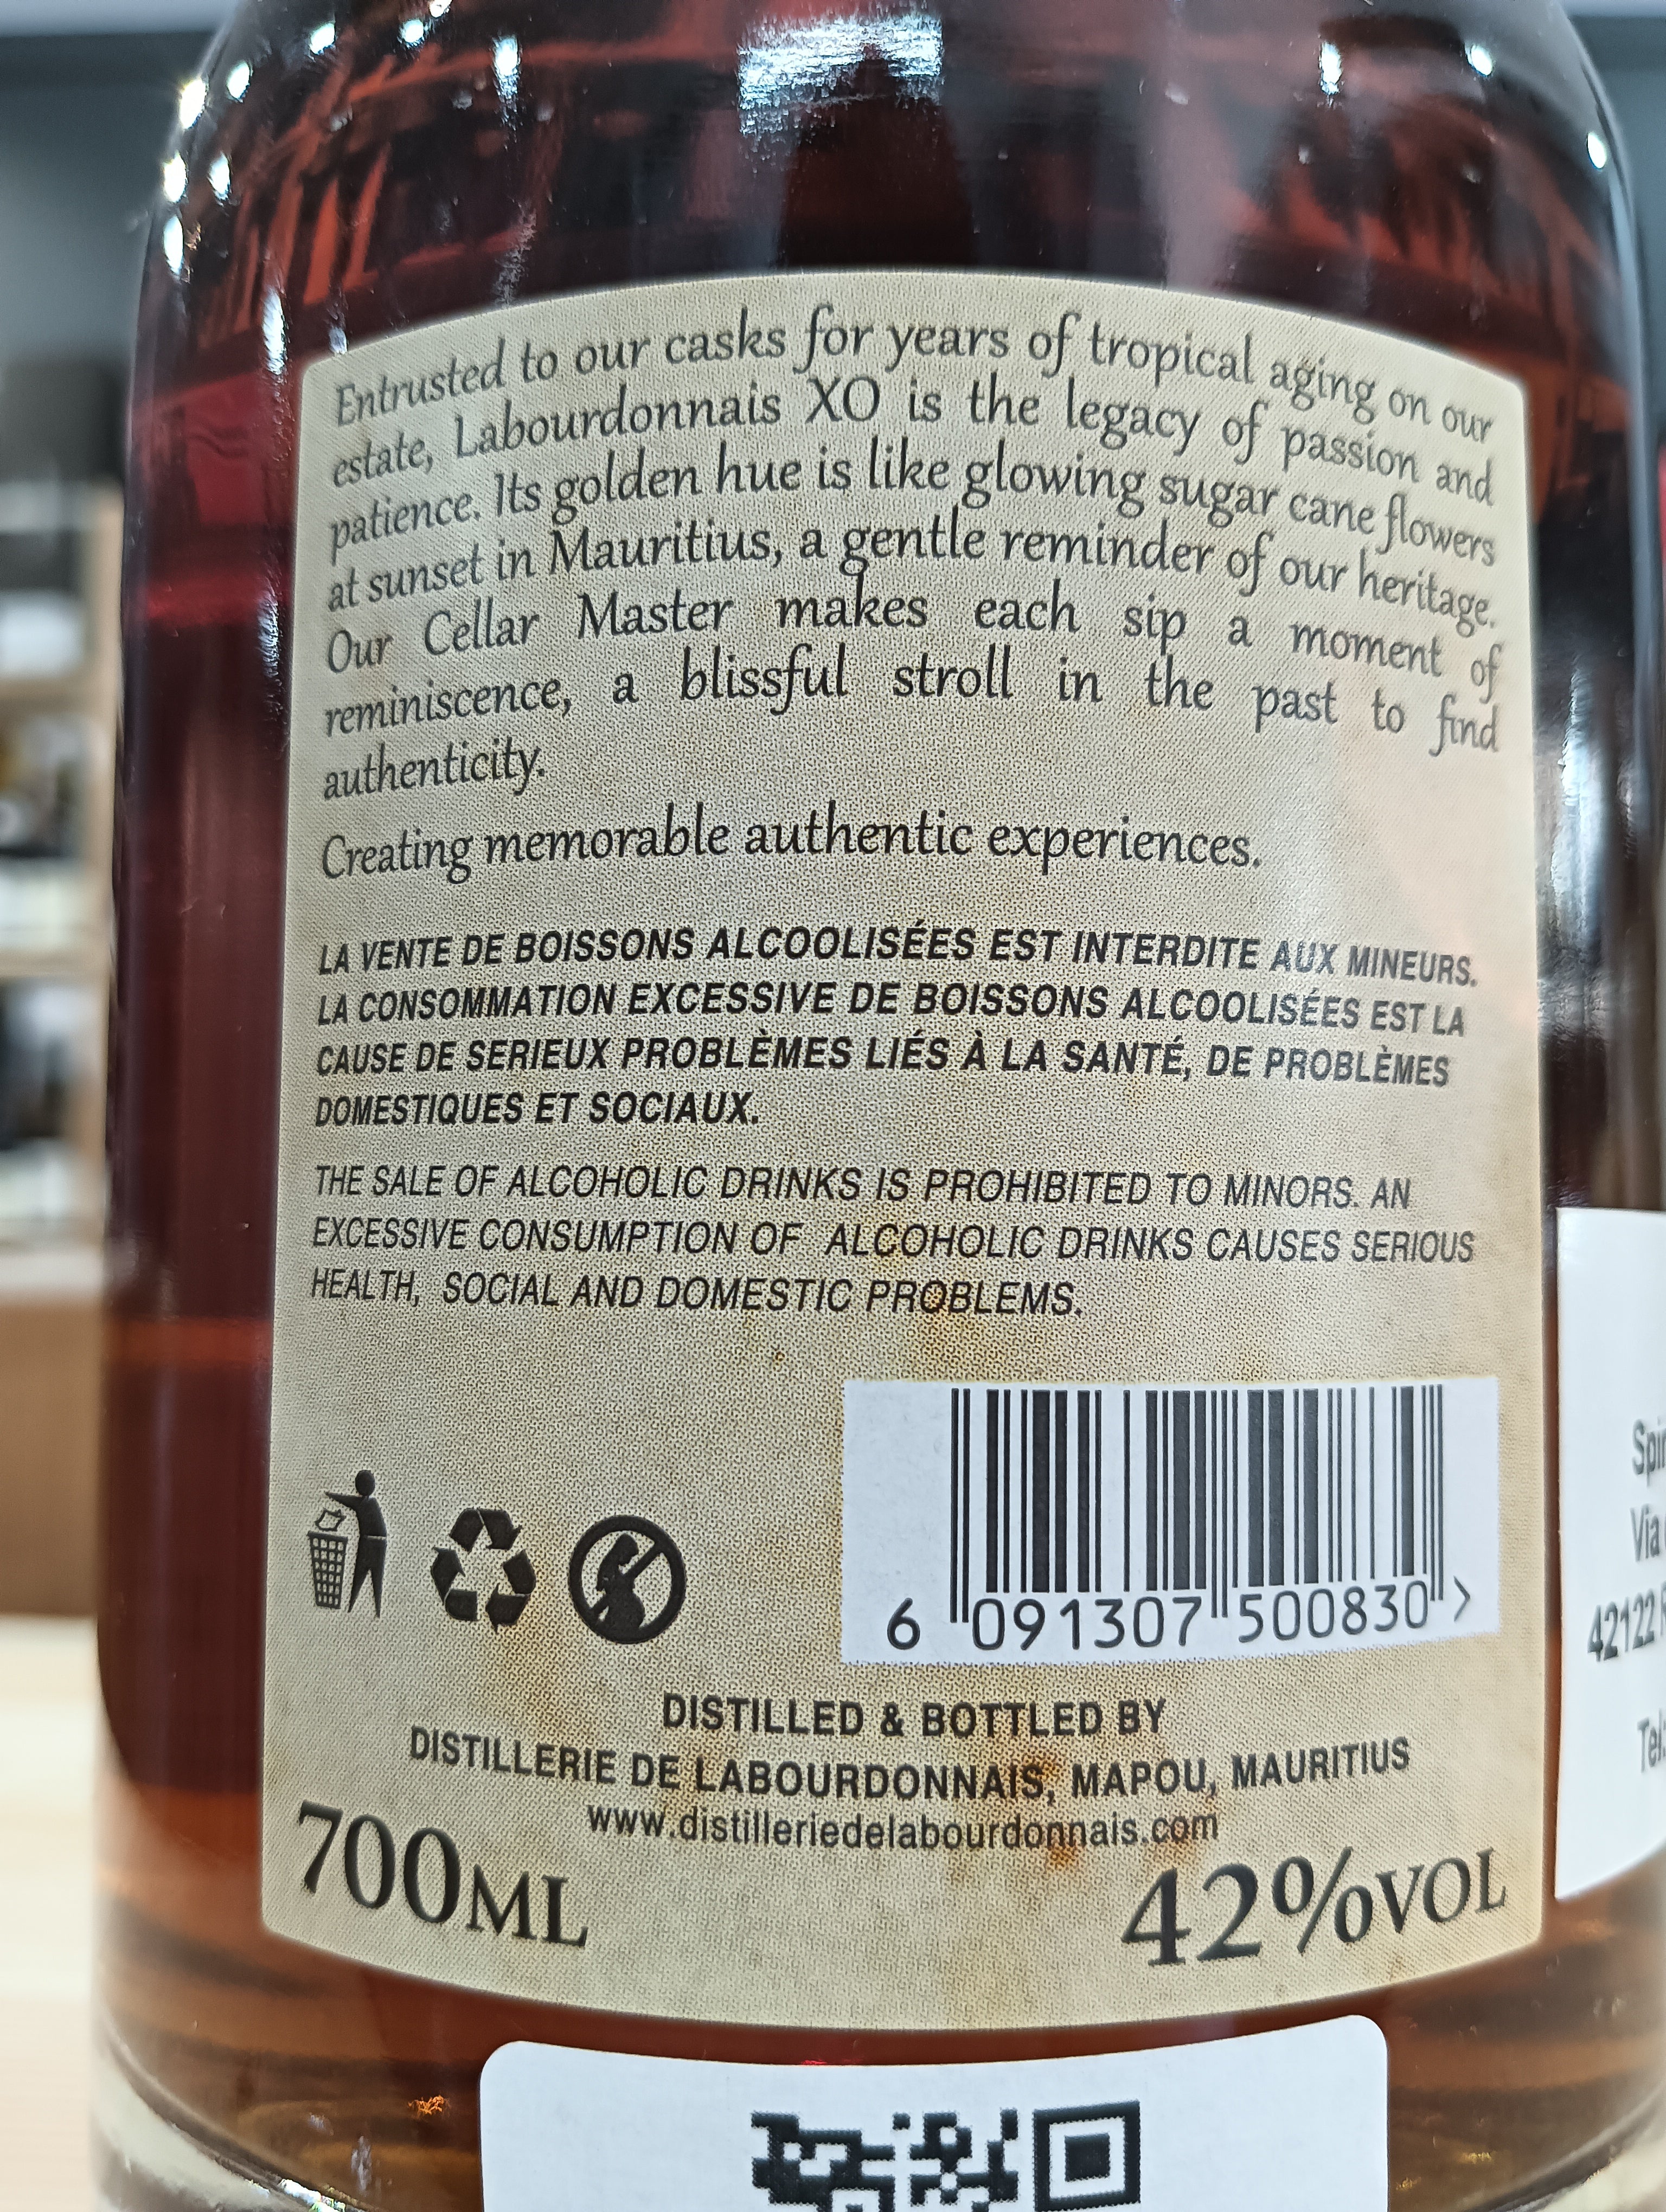 Entrusted to our casks for years of tropical aging on our
estate, Labourdonnais XO is the legacy of passion and
patience. Its golden hue is like glowing sugar cane flowers
at sunset in Mauritius, a gentle reminder of our heritage.
Our Cellar Master makes each sip a moment of
reminiscence, a blissful stroll in the past to find
authenticity.
Creating memorable authentic experiences.
LA VENTE DE BOISSONS ALCOOLISÉES EST INTERDITE AUX MINEURS.
LA CONSOMMATION EXCESSIVE DE BOISSONS ALCOOLISÉES EST LA
CAUSE DE SERIEUX PROBLÈMES LIÉS À LA SANTÉ, DE PROBLÈMES
DOMESTIQUES ET SOCIAUX.
THE SALE OF ALCOHOLIC DRINKS IS PROHIBITED TO MINORS. AN
EXCESSIVE CONSUMPTION OF ALCOHOLIC DRINKS CAUSES SERIOUS
HEALTH, SOCIAL AND DOMESTIC PROBLEMS.
6 091307 500830 >
DISTILLED & BOTTLED BY
DISTILLERIE DE LABOURDONNAIS, MAPOU, MAURITIUS
www.distilleriedelabourdonnais.com
700ML
42%VOL
Via
42122
Tel: